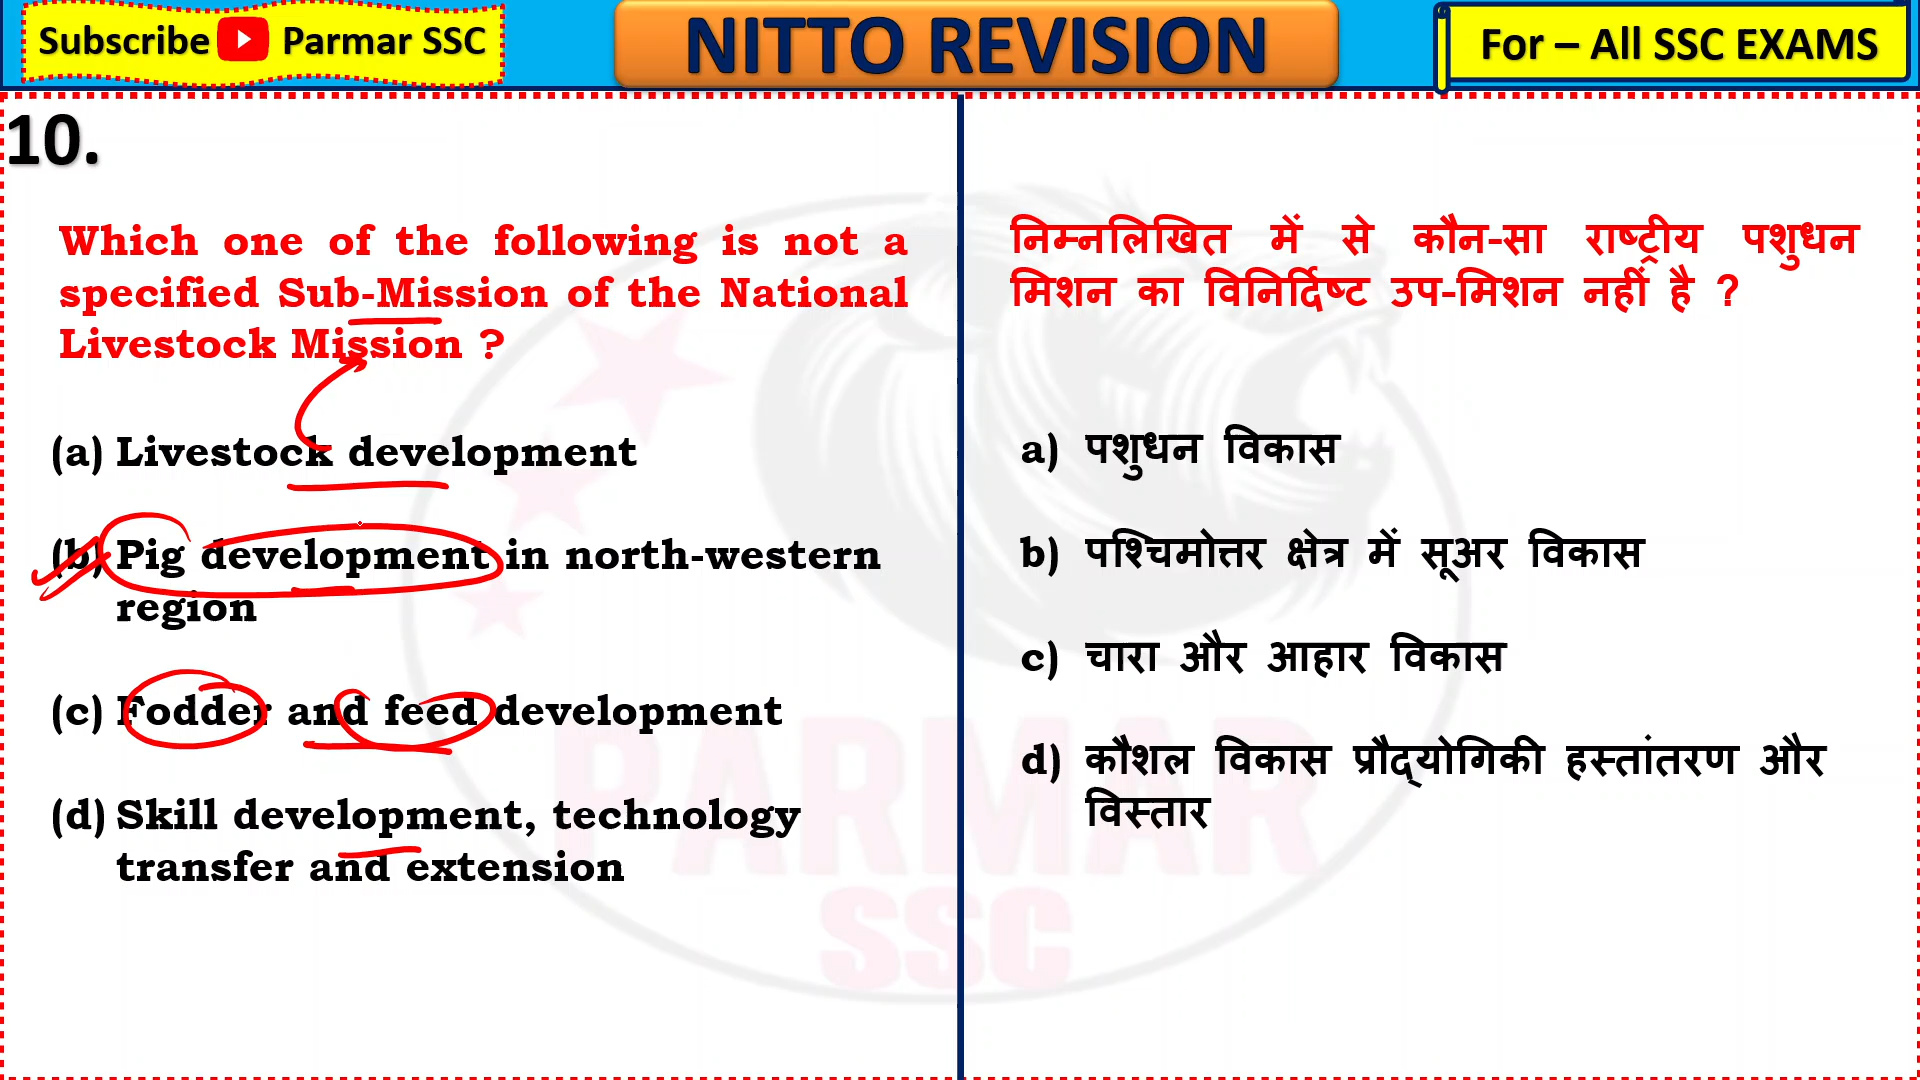 Subscribe Parmar SSC
NITTO REVISION
For – All SSC EXAMS
10.
Which one of the following is not a
specified Sub-Mission of the National
Livestock Mission ?
(a) Livestock development
(b) Pig development in north-western
region
(c) Fodder and feed development
(d) Skill development, technology
transfer and extension
निम्नलिखित में से कौन-सा राष्ट्रीय पशुधन
मिशन का विनिर्दिष्ट उप-मिशन नहीं है ?
a) पशुधन विकास
b) पश्चिमोत्तर क्षेत्र में सूअर विकास
c) चारा और आहार विकास
d) कौशल विकास प्रौद्योगिकी हस्तांतरण और
विस्तार
PARMAR
SSC